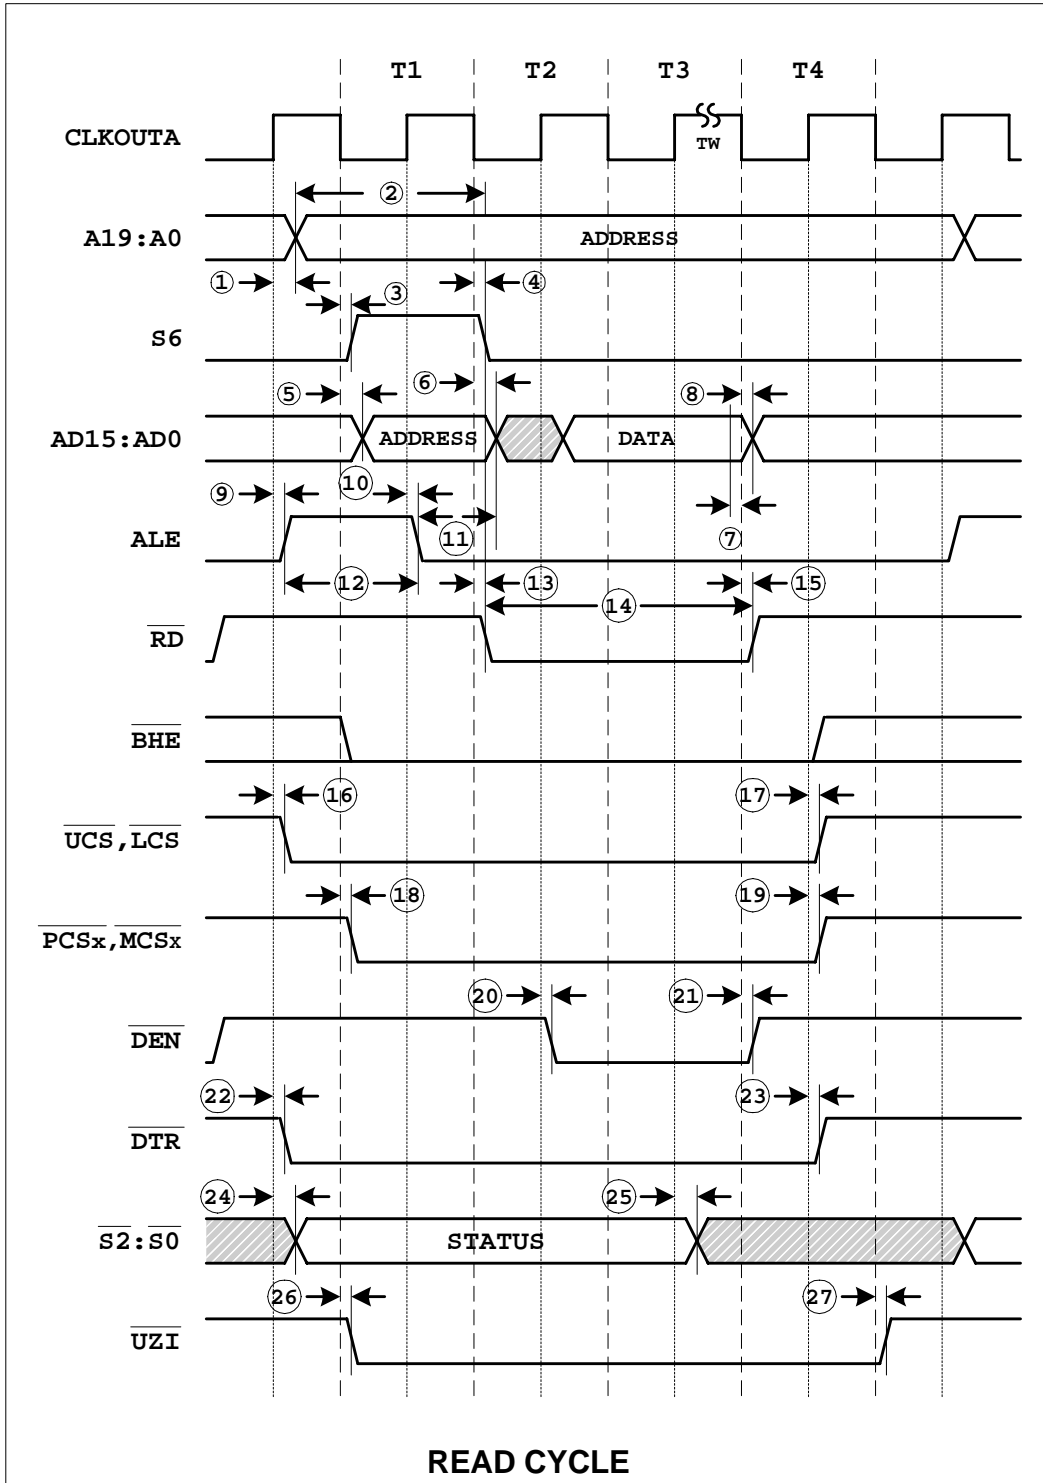 T1 T2 T3 T4
CLKOUTA
TW
2
A19:A0 ADDRESS
1 3 4
S6
5 6 8
AD15:AD0 ADDRESS DATA
9 10
ALE 11 7
12 13 15
14
RD
BHE
16 17
UCS,LCS
18 19
PCSx,MCSx
20 21
DEN
22 23
DTR
24 25
S2:S0 STATUS
26 27
UZI
READ CYCLE